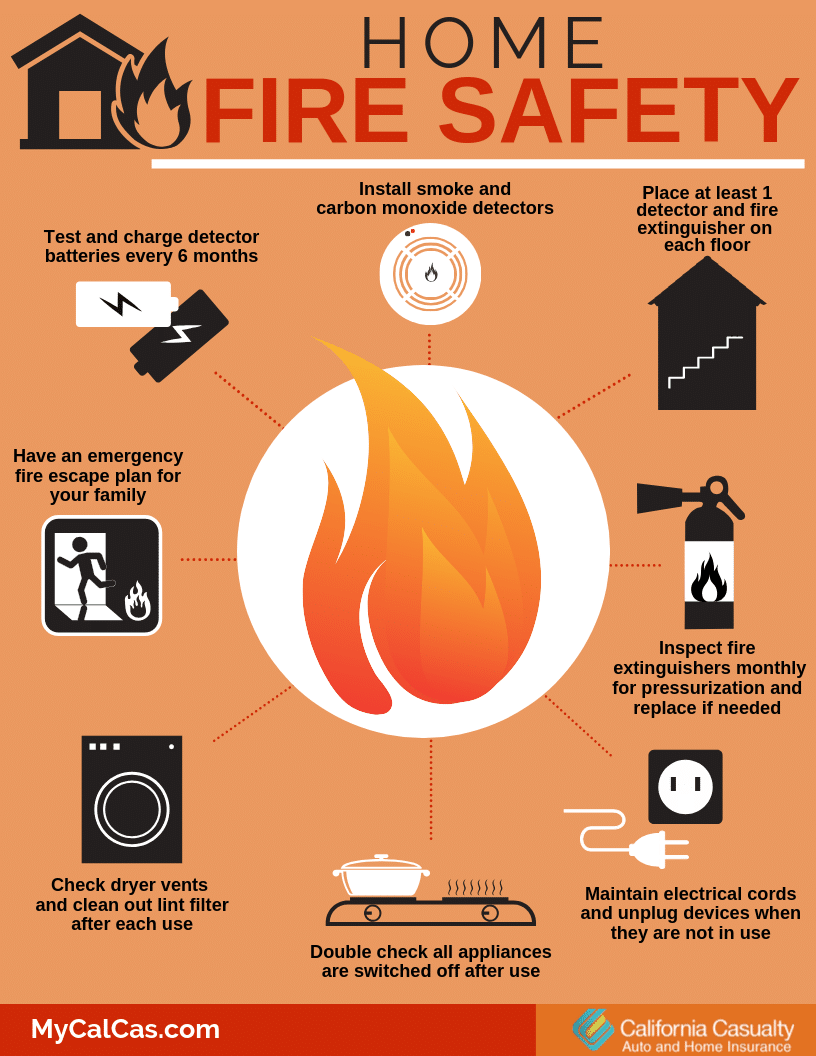 HOME
FIRE SAFETY
Install smoke and
carbon monoxide detectors
Place at least 1
detector and fire
extinguisher on
each floor
Test and charge detector
batteries every 6 months
Have an emergency
fire escape plan for
your family
Inspect fire
extinguishers monthly
for pressurization and
replace if needed
Check dryer vents
and clean out lint filter
after each use
Double check all appliances
are switched off after use
Maintain electrical cords
and unplug devices when
they are not in use
MyCalCas.com
California Casualty
Auto and Home Insurance